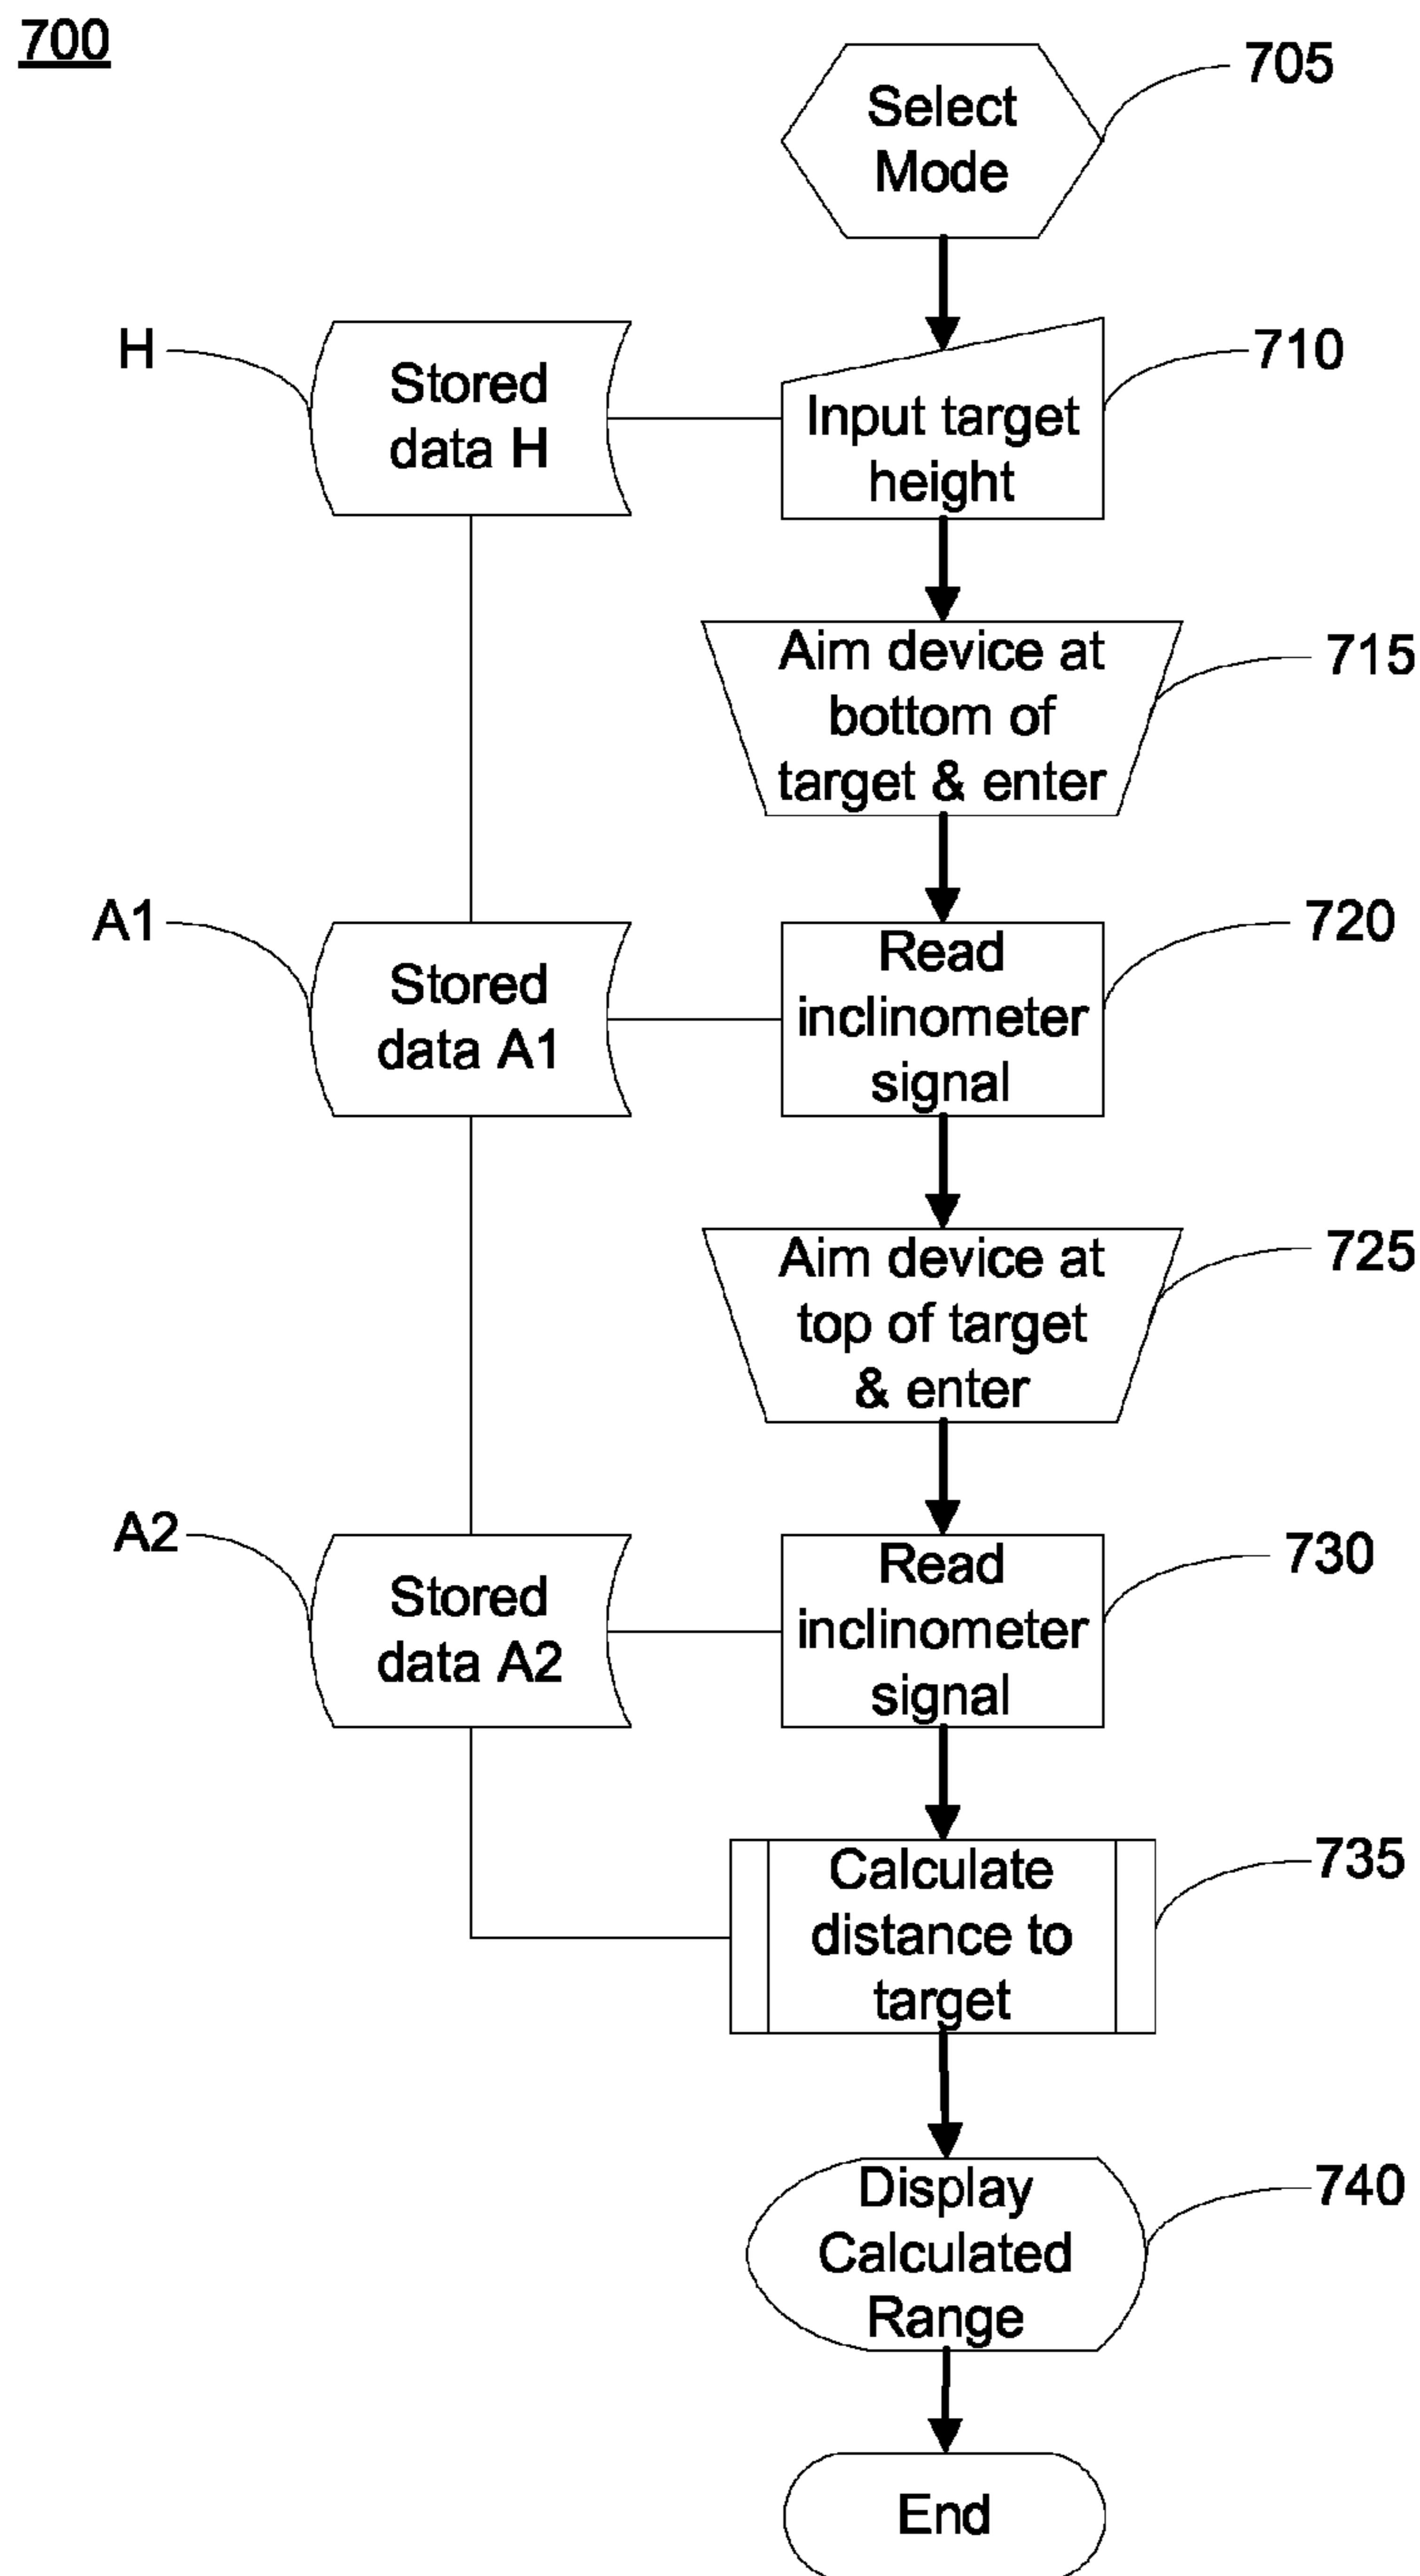 700
Select
Mode
705
H
Stored
data H
Input target
height
710
Aim device at
bottom of
target & enter
715
A1
Stored
data A1
Read
inclinometer
signal
720
Aim device at
top of target
& enter
725
A2
Stored
data A2
Read
inclinometer
signal
730
Calculate
distance to
target
735
Display
Calculated
Range
740
End